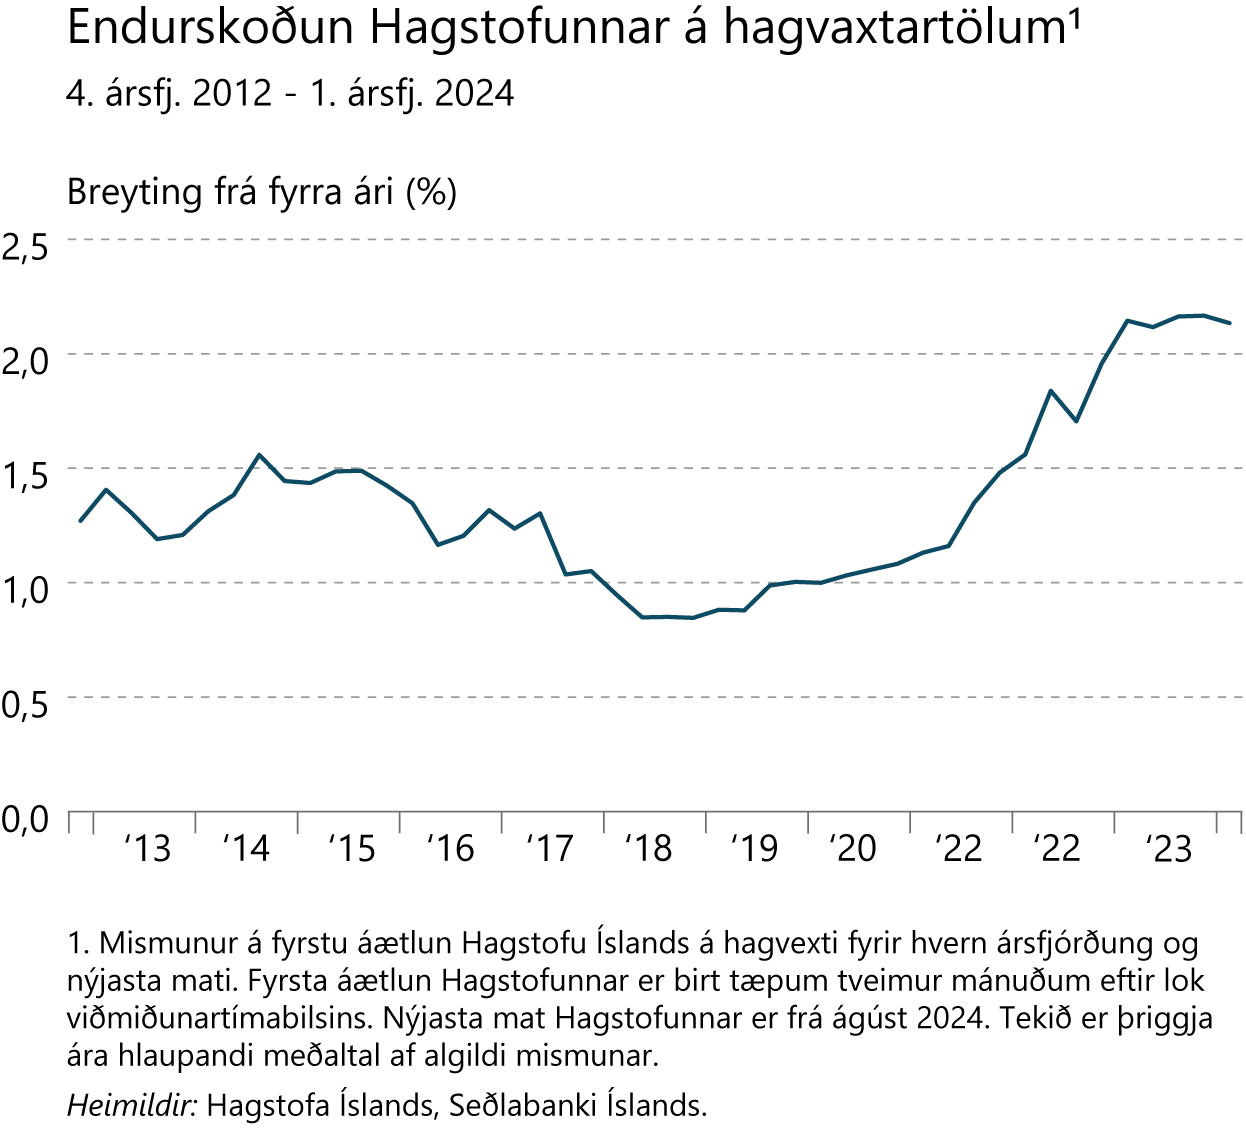 Endurskoðun Hagstofunnar á hagvaxtartölum¹
4. ársfj. 2012 - 1. ársfj. 2024
Breyting frá fyrra ári (%)
2,5
2,0
1,5
1,0
0,5
0,0
‘13 ‘14 ‘15 ‘16 ‘17 ‘18 ‘19 ‘20 ‘22 ‘22 ‘23
1. Mismunur á fyrstu áætlun Hagstofu Íslands á hagvexti fyrir hvern ársfjórðung og
nýjasta mati. Fyrsta áætlun Hagstofunnar er birt tæpum tveimur mánuðum eftir lok
viðmiðunartímabilsins. Nýjasta mat Hagstofunnar er frá ágúst 2024. Tekið er þriggja
ára hlaupandi meðaltal af algildi mismunar.
Heimildir: Hagstofa Íslands, Seðlabanki Íslands.